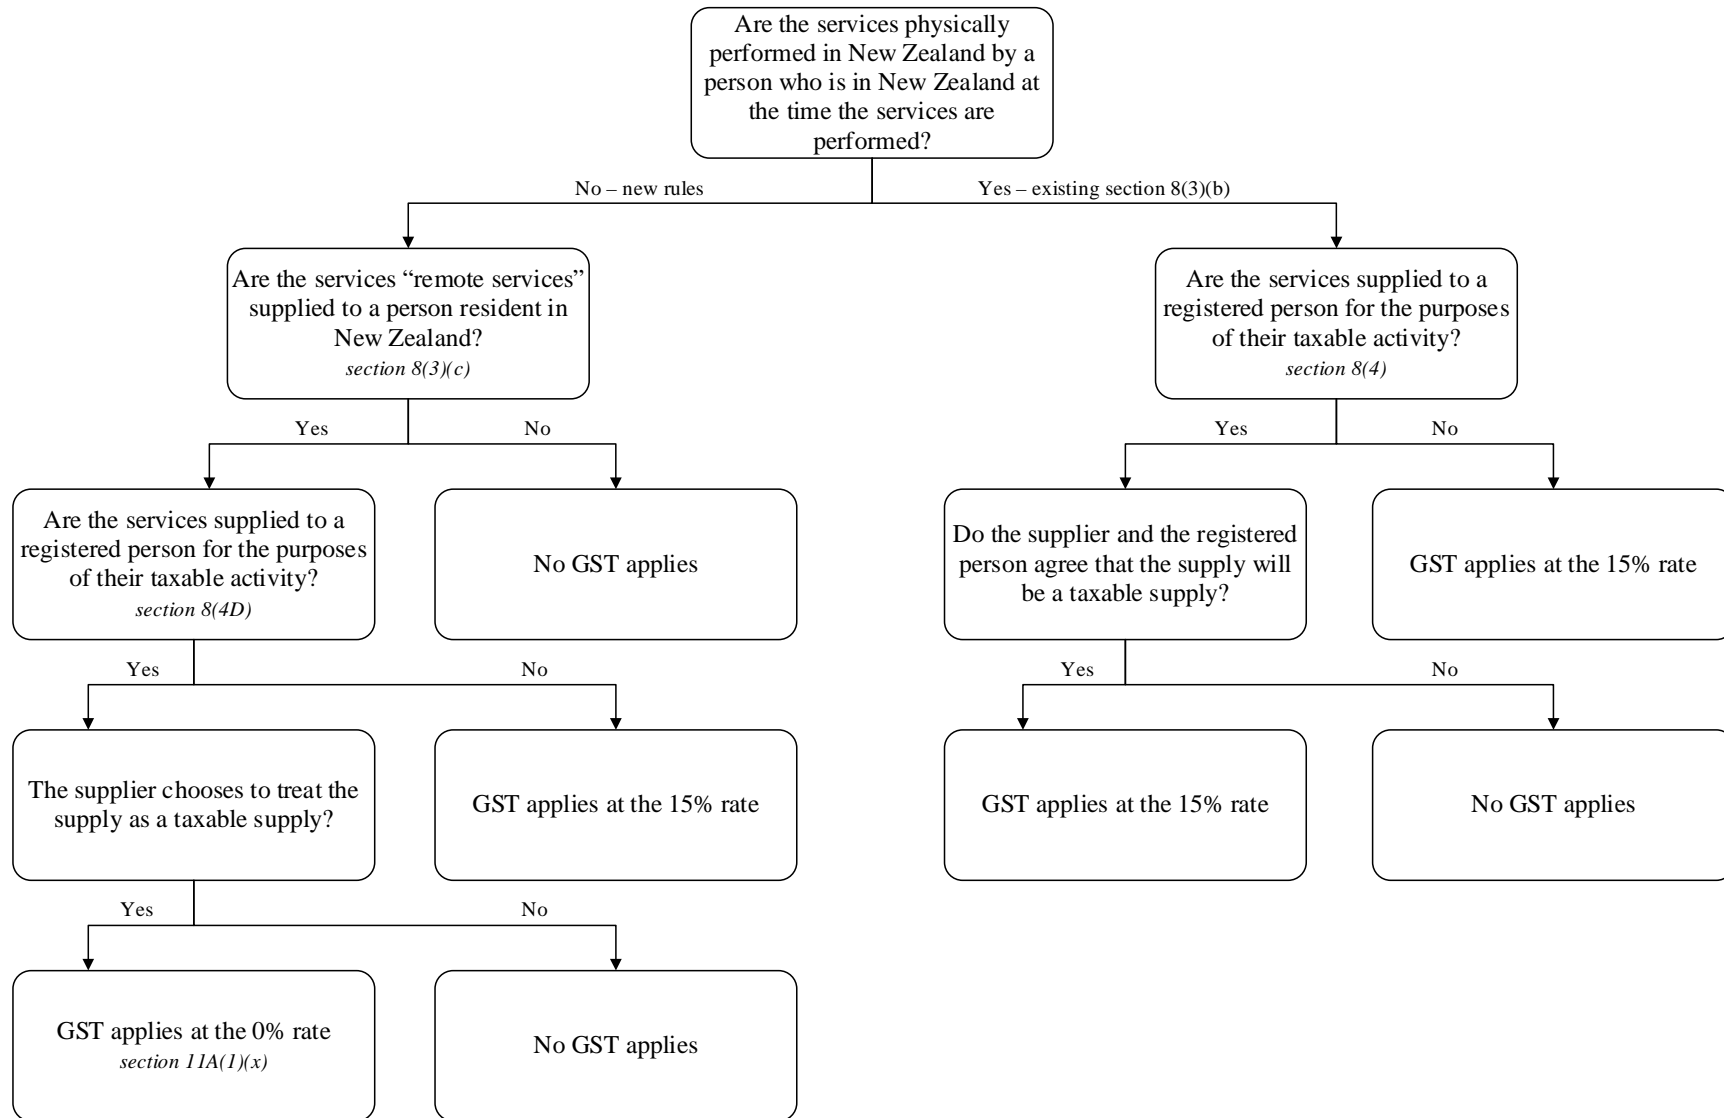 Are the services physically
performed in New Zealand by a
person who is in New Zealand at
the time the services are
performed?
No – new rules
Yes – existing section 8(3)(b)
Are the services “remote services”
supplied to a person resident in
New Zealand?
section 8(3)(c)
Are the services supplied to a
registered person for the purposes
of their taxable activity?
section 8(4)
Yes
No
Yes
No
Are the services supplied to a
registered person for the purposes
of their taxable activity?
section 8(4D)
No GST applies
Do the supplier and the registered
person agree that the supply will
be a taxable supply?
GST applies at the 15% rate
Yes
No
Yes
No
The supplier chooses to treat the
supply as a taxable supply?
GST applies at the 15% rate
GST applies at the 15% rate
No GST applies
Yes
No
GST applies at the 0% rate
section 11A(1)(x)
No GST applies